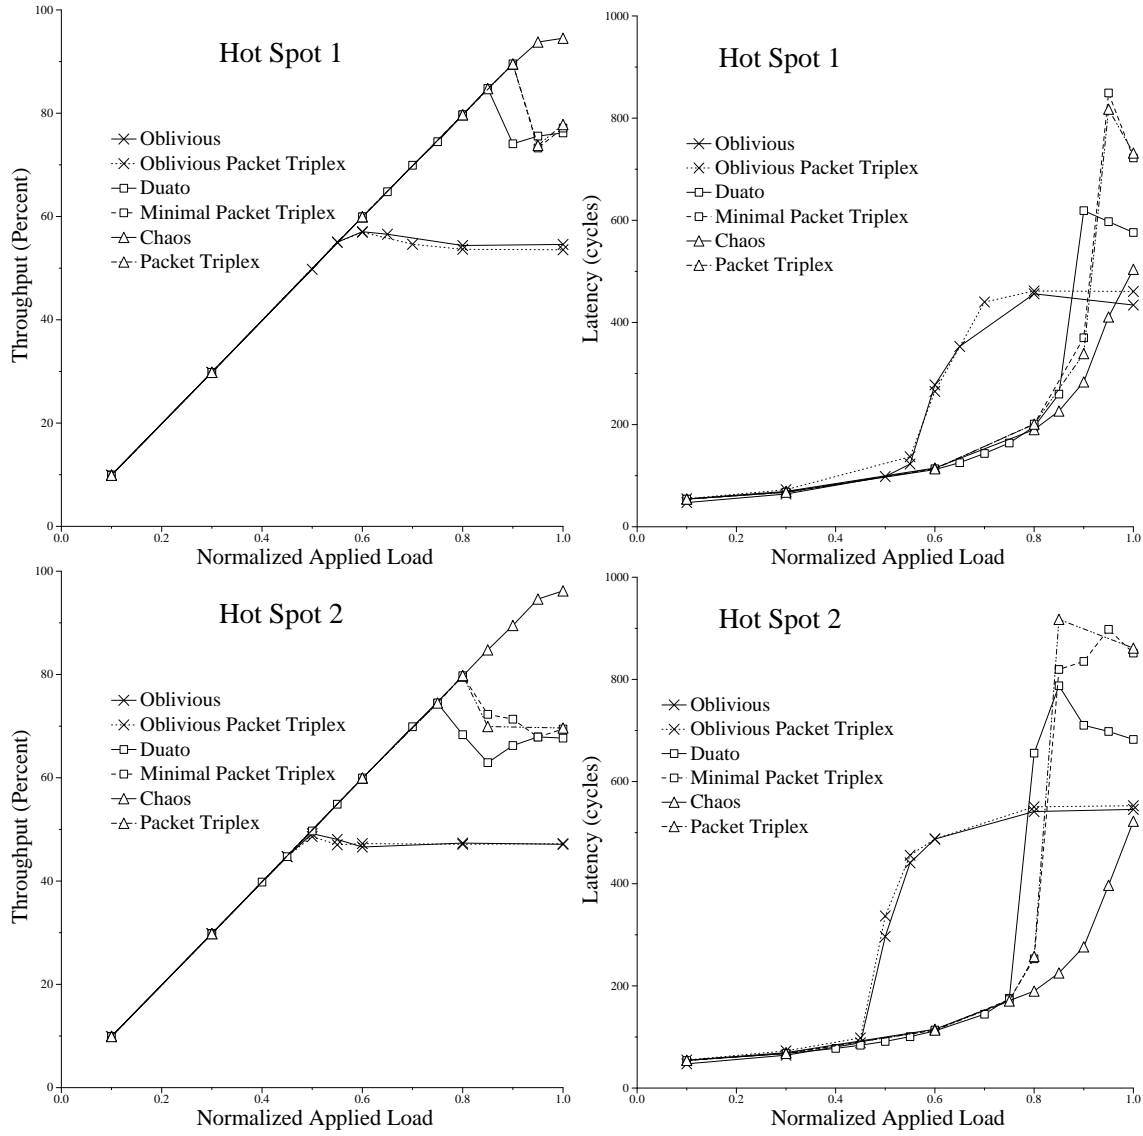 100
80
60
40
20
0
0.0 0.2 0.4 0.6 0.8 1.0
Throughput (Percent)
Normalized Applied Load
Hot Spot 1
Oblivious
Oblivious Packet Triplex
Duato
Minimal Packet Triplex
Chaos
Packet Triplex
1000
800
600
400
200
0
0.0 0.2 0.4 0.6 0.8 1.0
Latency (cycles)
Normalized Applied Load
Hot Spot 1
Oblivious
Oblivious Packet Triplex
Duato
Minimal Packet Triplex
Chaos
Packet Triplex
100
80
60
40
20
0
0.0 0.2 0.4 0.6 0.8 1.0
Throughput (Percent)
Normalized Applied Load
Hot Spot 2
Oblivious
Oblivious Packet Triplex
Duato
Minimal Packet Triplex
Chaos
Packet Triplex
1000
800
600
400
200
0
0.0 0.2 0.4 0.6 0.8 1.0
Latency (cycles)
Normalized Applied Load
Hot Spot 2
Oblivious
Oblivious Packet Triplex
Duato
Minimal Packet Triplex
Chaos
Packet Triplex